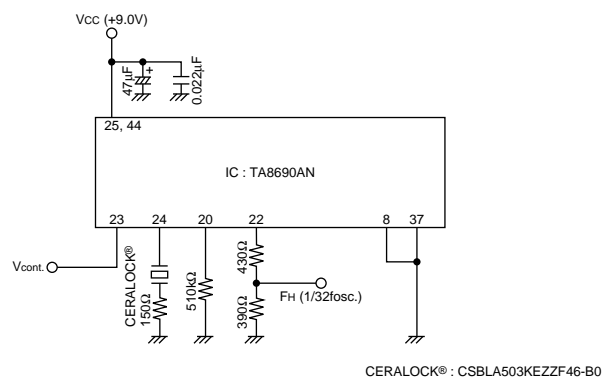 VCC (+9.0V)
47µF
+
0.022µF
25, 44
IC : TA8690AN
23
24
20
22
8
37
Vcont.
CERALOCK®
150Ω
510kΩ
430Ω
390Ω
FH (1/32fosc.)
CERALOCK® : CSBLA503KEZZF46-B0